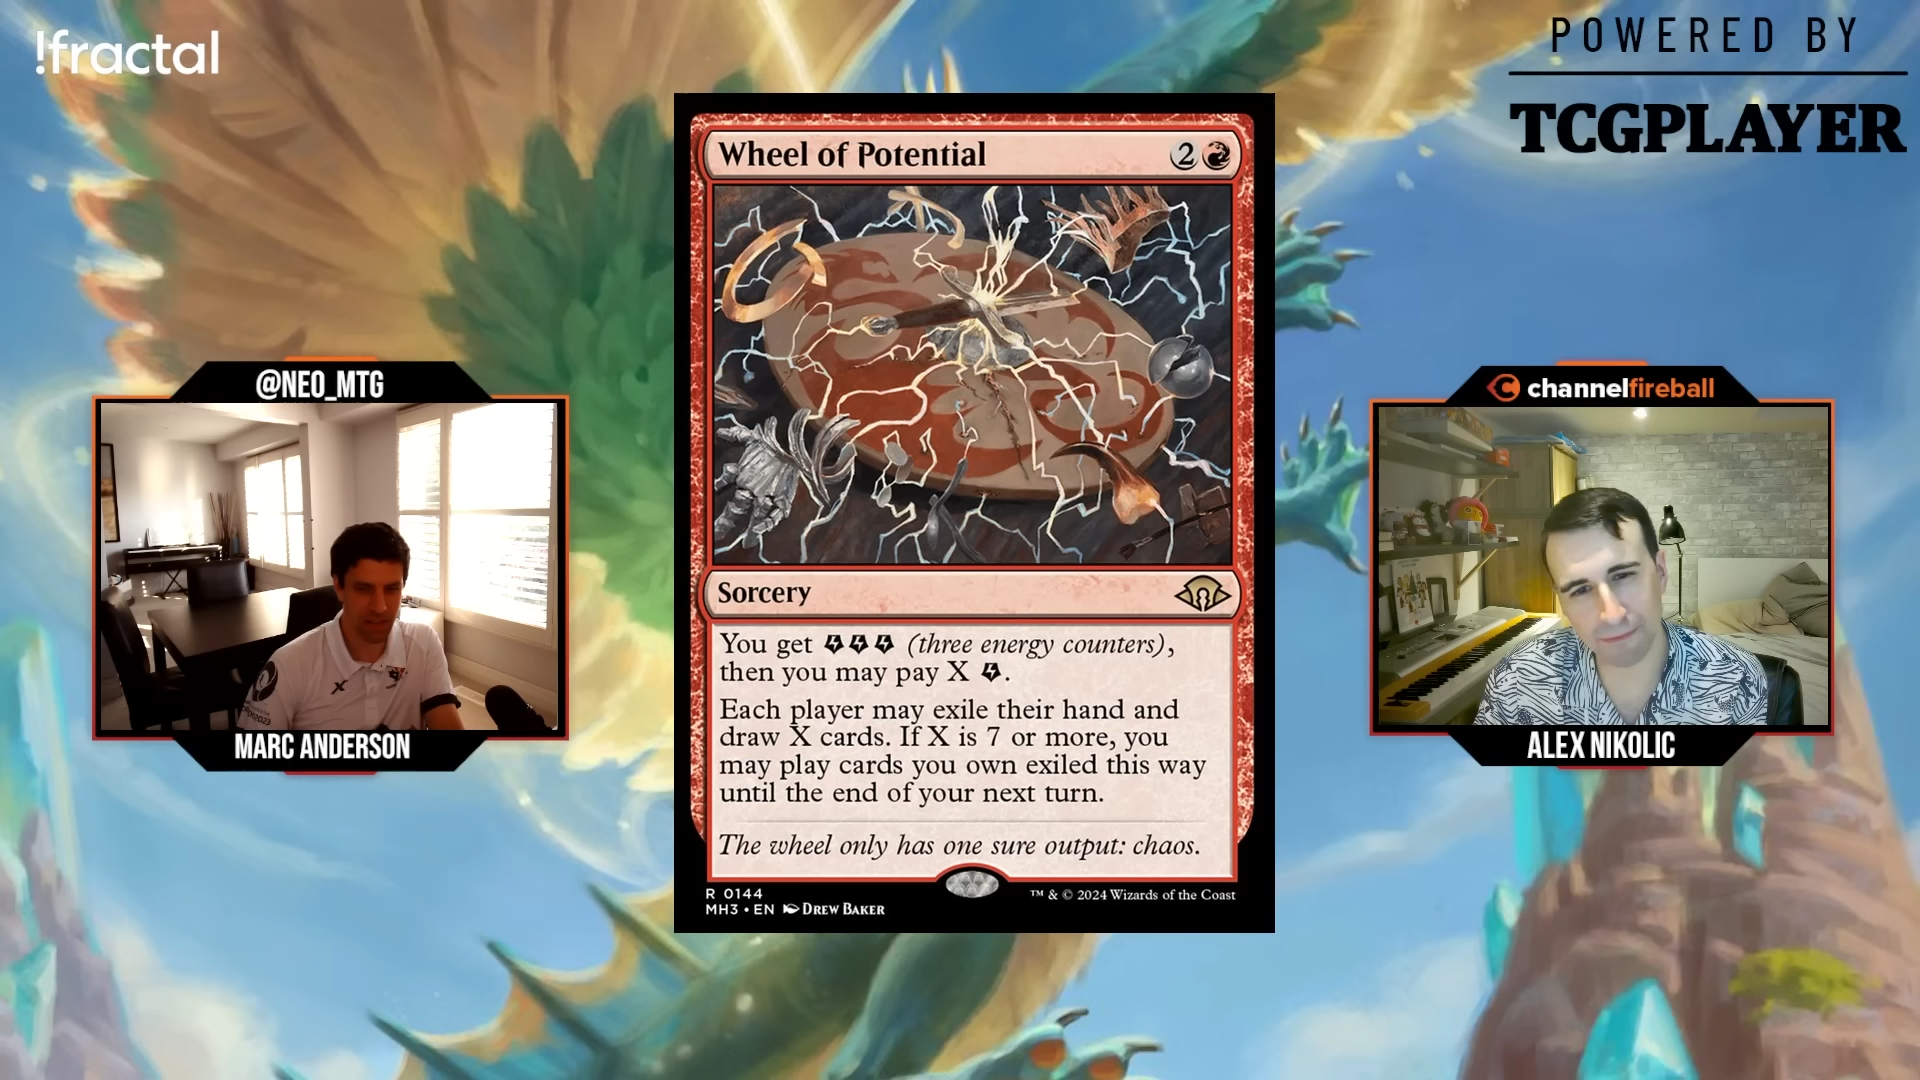 !fractal
POWERED BY
TCGPLAYER
Wheel of Potential
2
Sorcery
You get (three energy counters),
then you may pay X .
Each player may exile their hand and
draw X cards. If X is 7 or more, you
may play cards you own exiled this way
until the end of your next turn.
The wheel only has one sure output: chaos.
R 0144
MH3 • EN DREW BAKER
™ & © 2024 Wizards of the Coast
@NEO_MTG
MARC ANDERSON
channelfireball
ALEX NIKOLIC